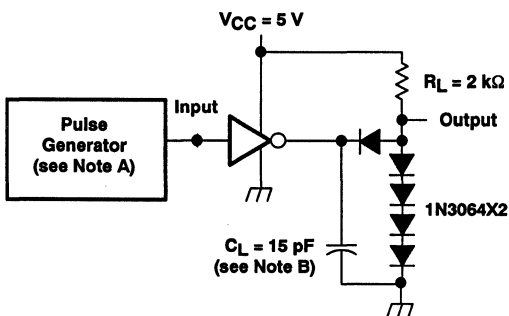 VCC = 5 V
RL = 2 kΩ
Input
Output
Pulse
Generator
(see Note A)
1N3064X2
CL = 15 pF
(see Note B)